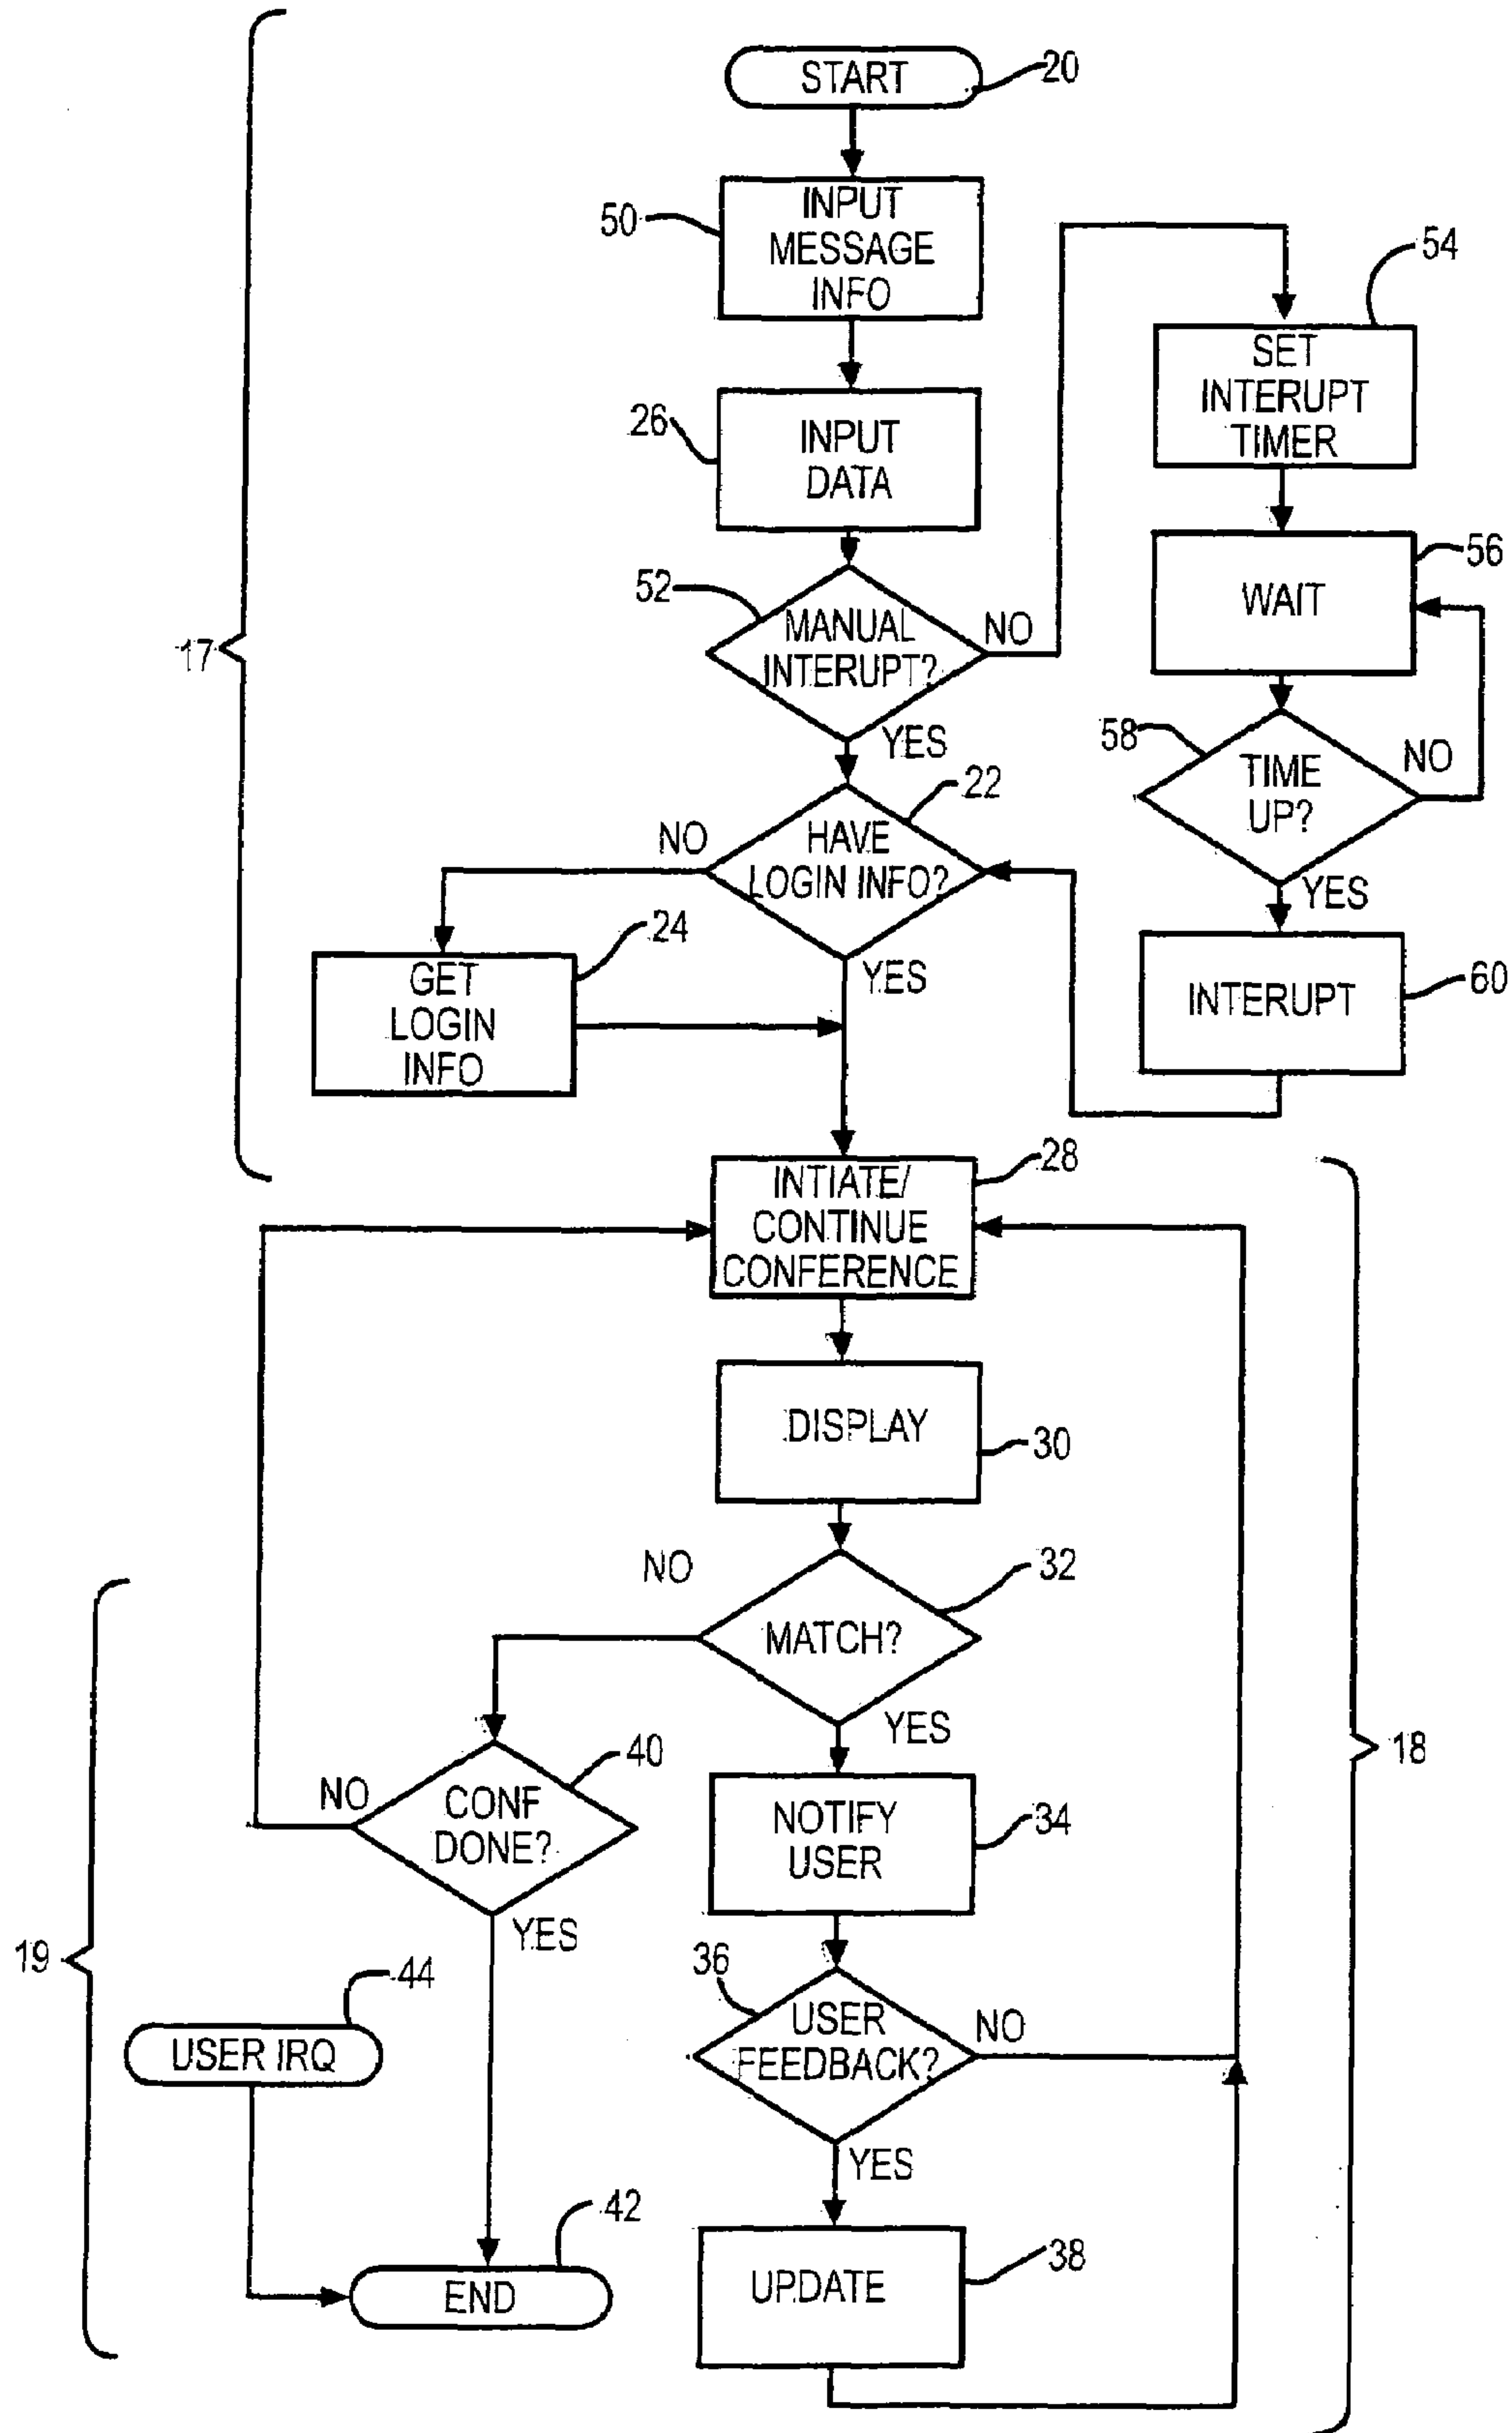 START
20
50
INPUT
MESSAGE
INFO
54
SET
INTERUPT
TIMER
26
INPUT
DATA
56
WAIT
52
MANUAL
INTERUPT?
NO
YES
17
58
TIME
UP?
NO
YES
22
HAVE
LOGIN INFO?
NO
YES
24
GET
LOGIN
INFO
60
INTERUPT
28
INTIATE/
CONTINUE
CONFERENCE
DISPLAY
30
NO
32
MATCH?
YES
18
40
NO
CONF
DONE?
YES
NOTIFY
USER
34
19
44
USER IRQ
36
USER
FEEDBACK?
NO
YES
42
END
UPDATE
38